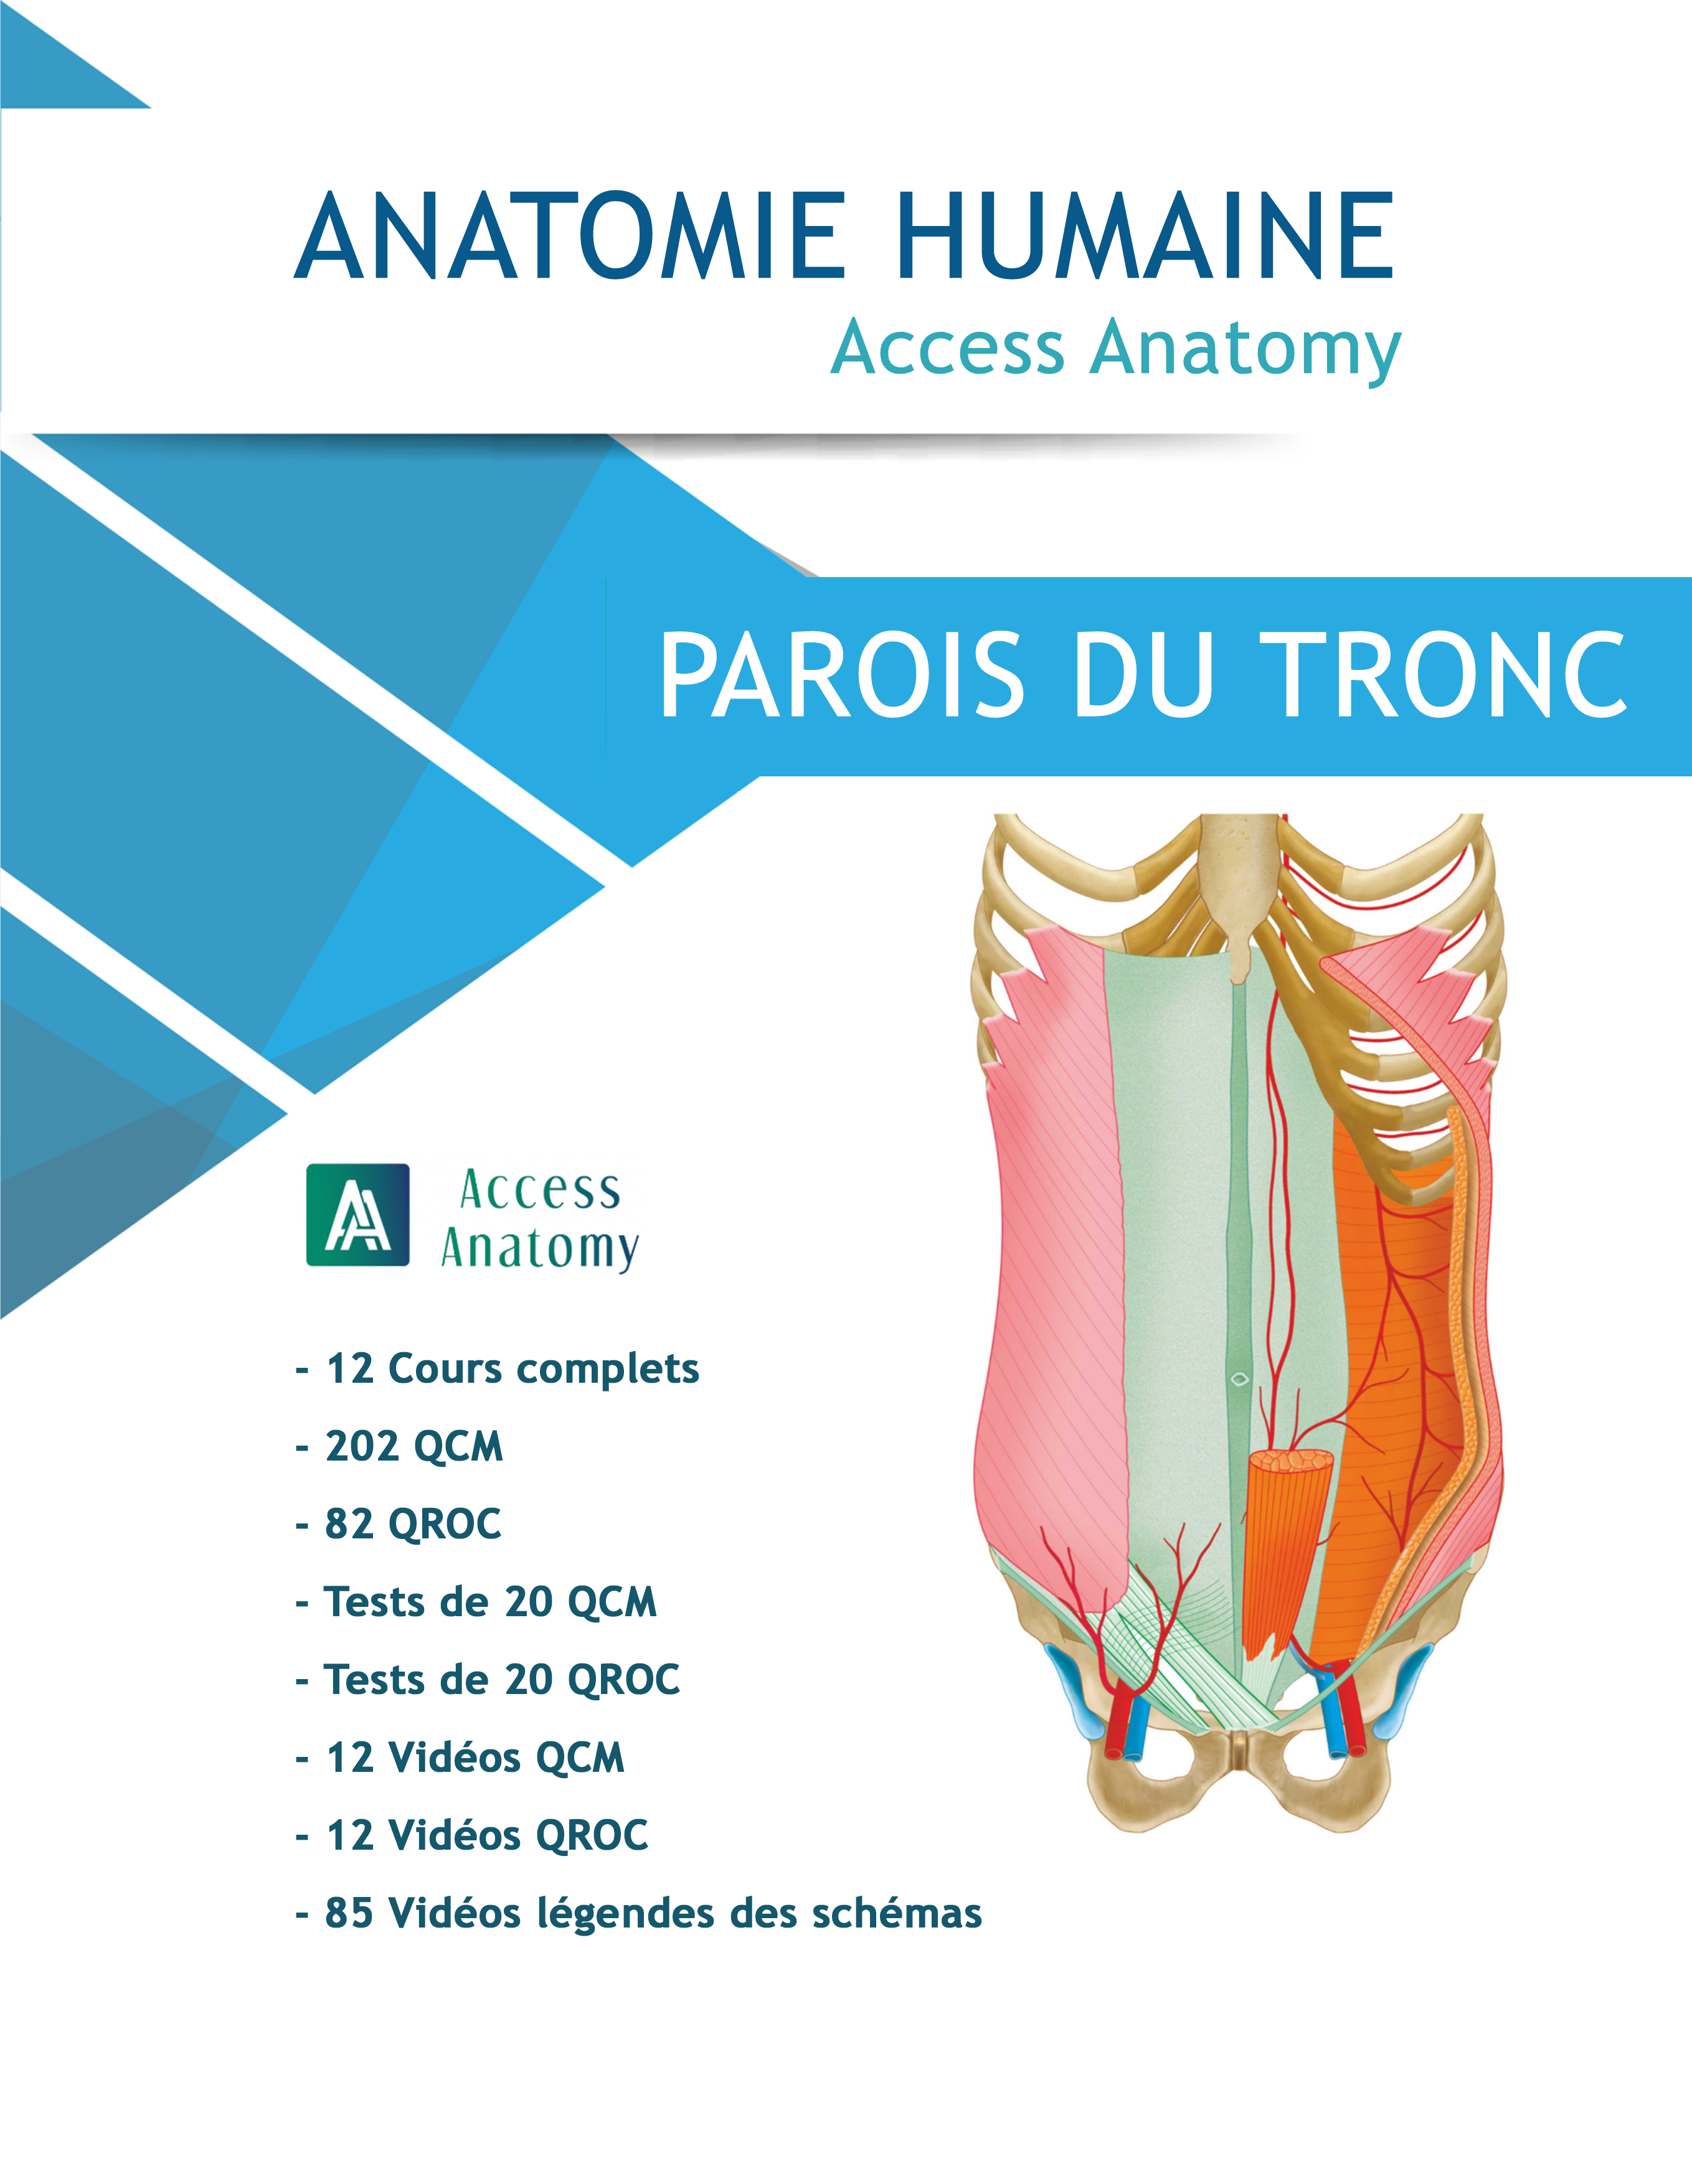 ANATOMIE HUMAINE
Access Anatomy
PAROIS DU TRONC
AA
Access
Anatomy
- 12 Cours complets
- 202 QCM
- 82 QROC
- Tests de 20 QCM
- Tests de 20 QROC
- 12 Vidéos QCM
- 12 Vidéos QROC
- 85 Vidéos légendes des schémas